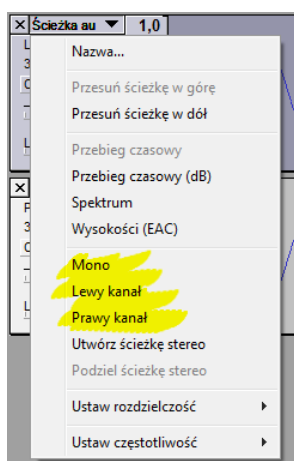 Ścieżka au 1,0
L
3
Nazwa...
Przesuń ścieżkę w górę
Przesuń ścieżkę w dół
Przebieg czasowy
Przebieg czasowy (dB)
Spektrum
Wysokości (EAC)
Mono
Lewy kanał
Prawy kanał
Utwórz ścieżkę stereo
Podziel ścieżkę stereo
Ustaw rozdzielczość
Ustaw częstotliwość